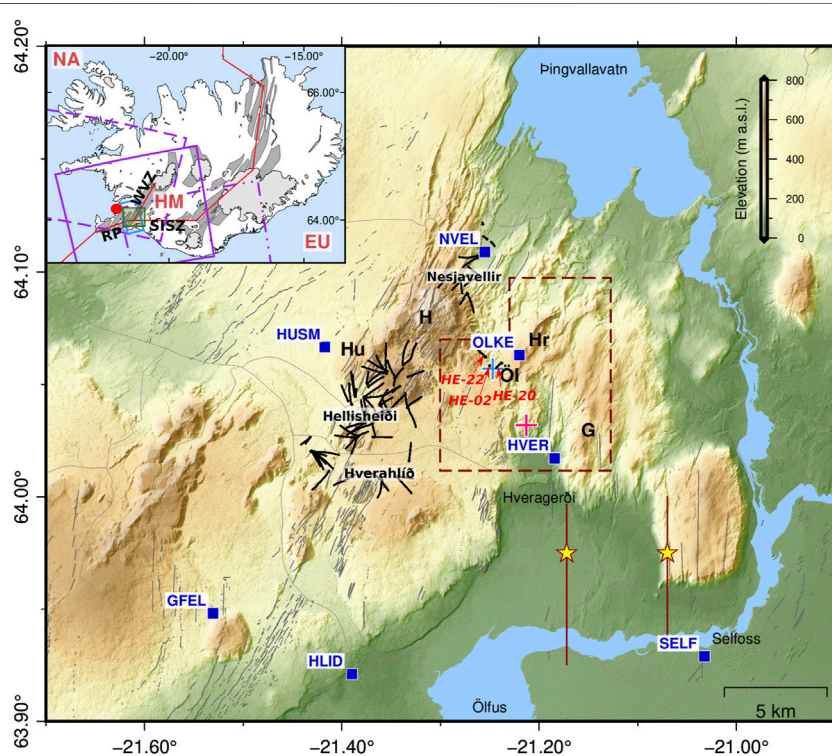 64.20°
64.10°
64.00°
63.90°
−20.00°
−15.00°
66.00°
64.00°
NA
WVZ
HM
SISZ
RP
EU
Þingvallavatn
Elevation (m a.s.l.)
800
600
400
200
0
NVEL
Nesjavellir
H
HUSM
Hu
OLKE
Hr
Öl
HE-22
HE-02
HE-20
Hellisheiði
HVER
G
Hverahlíð
Hveragerði
GFEL
HLID
SELF
Selfoss
Ölfus
5 km
−21.60°
−21.40°
−21.20°
−21.00°